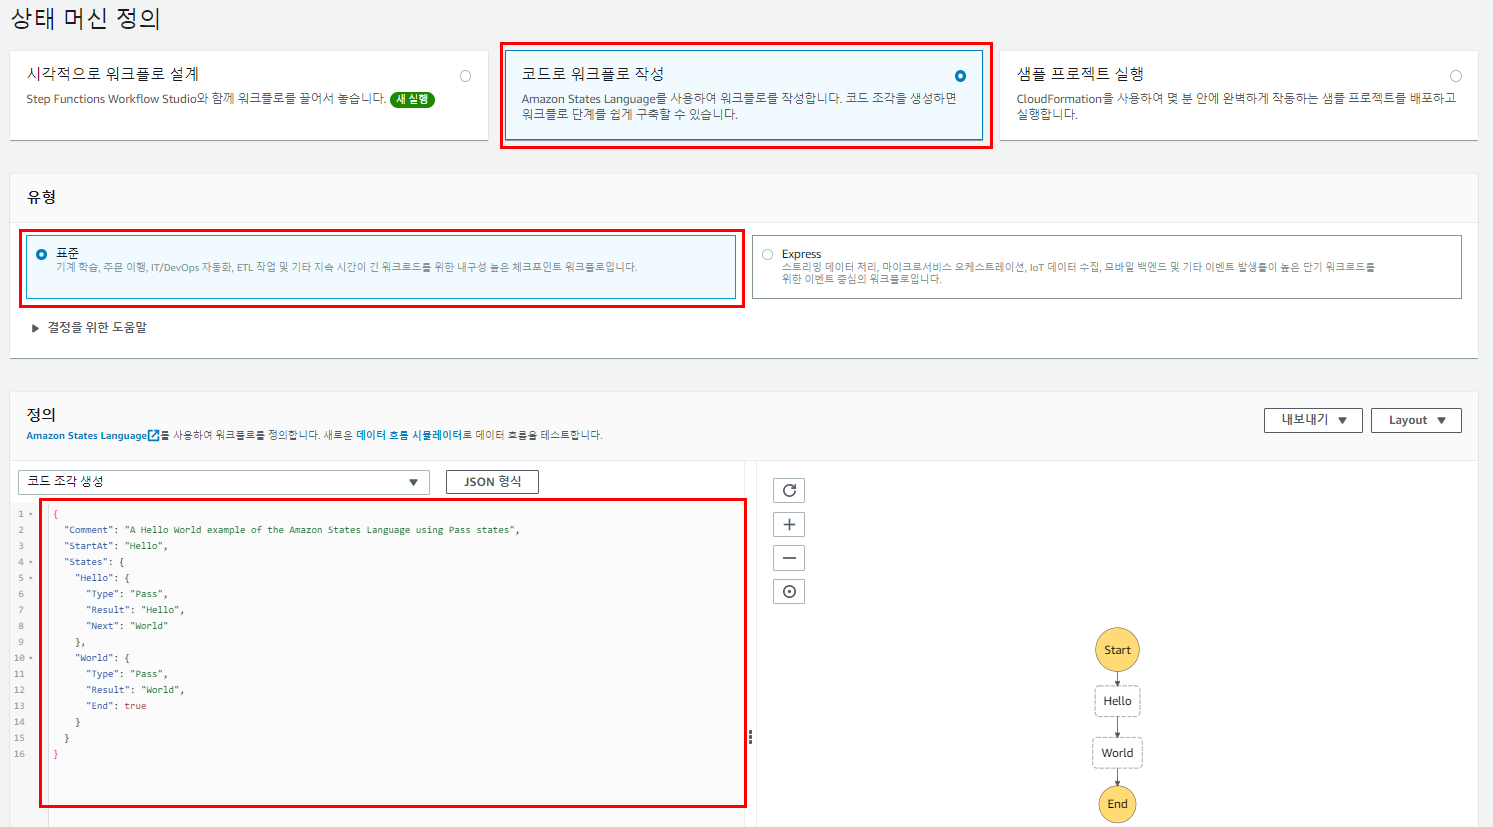 상태 머신 정의
시각적으로 워크플로 설계
Step Functions Workflow Studio와 함께 워크플로를 끌어서 놓습니다. 새 실행
코드로 워크플로 작성
Amazon States Language를 사용하여 워크플로를 작성합니다. 코드 조각을 생성하면
워크플로 단계를 쉽게 구축할 수 있습니다.
샘플 프로젝트 실행
CloudFormation을 사용하여 몇 분 안에 완벽하게 작동하는 샘플 프로젝트를 배포하고
실행합니다.
유형
표준
기계 학습, 주문 이행, IT/DevOps 자동화, ETL 작업 및 기타 지속 시간이 긴 워크로드를 위한 내구성 높은 체크포인트 워크플로입니다.
Express
스트리밍 데이터 처리, 마이크로서비스 오케스트레이션, IoT 데이터 수집, 모바일 백엔드 및 기타 이벤트 발생률이 높은 단기 워크로드를
위한 이벤트 중심의 워크플로입니다.
결정을 위한 도움말
정의
Amazon States Language를 사용하여 워크플로를 정의합니다. 새로운 데이터 흐름 시뮬레이터로 데이터 흐름을 테스트합니다.
내보내기
Layout
코드 조각 생성
JSON 형식
1 {
2 "Comment": "A Hello World example of the Amazon States Language using Pass states",
3 "StartAt": "Hello",
4 "States": {
5 "Hello": {
6 "Type": "Pass",
7 "Result": "Hello",
8 "Next": "World"
9 },
10 "World": {
11 "Type": "Pass",
12 "Result": "World",
13 "End": true
14 }
15 }
16 }
Start
Hello
World
End